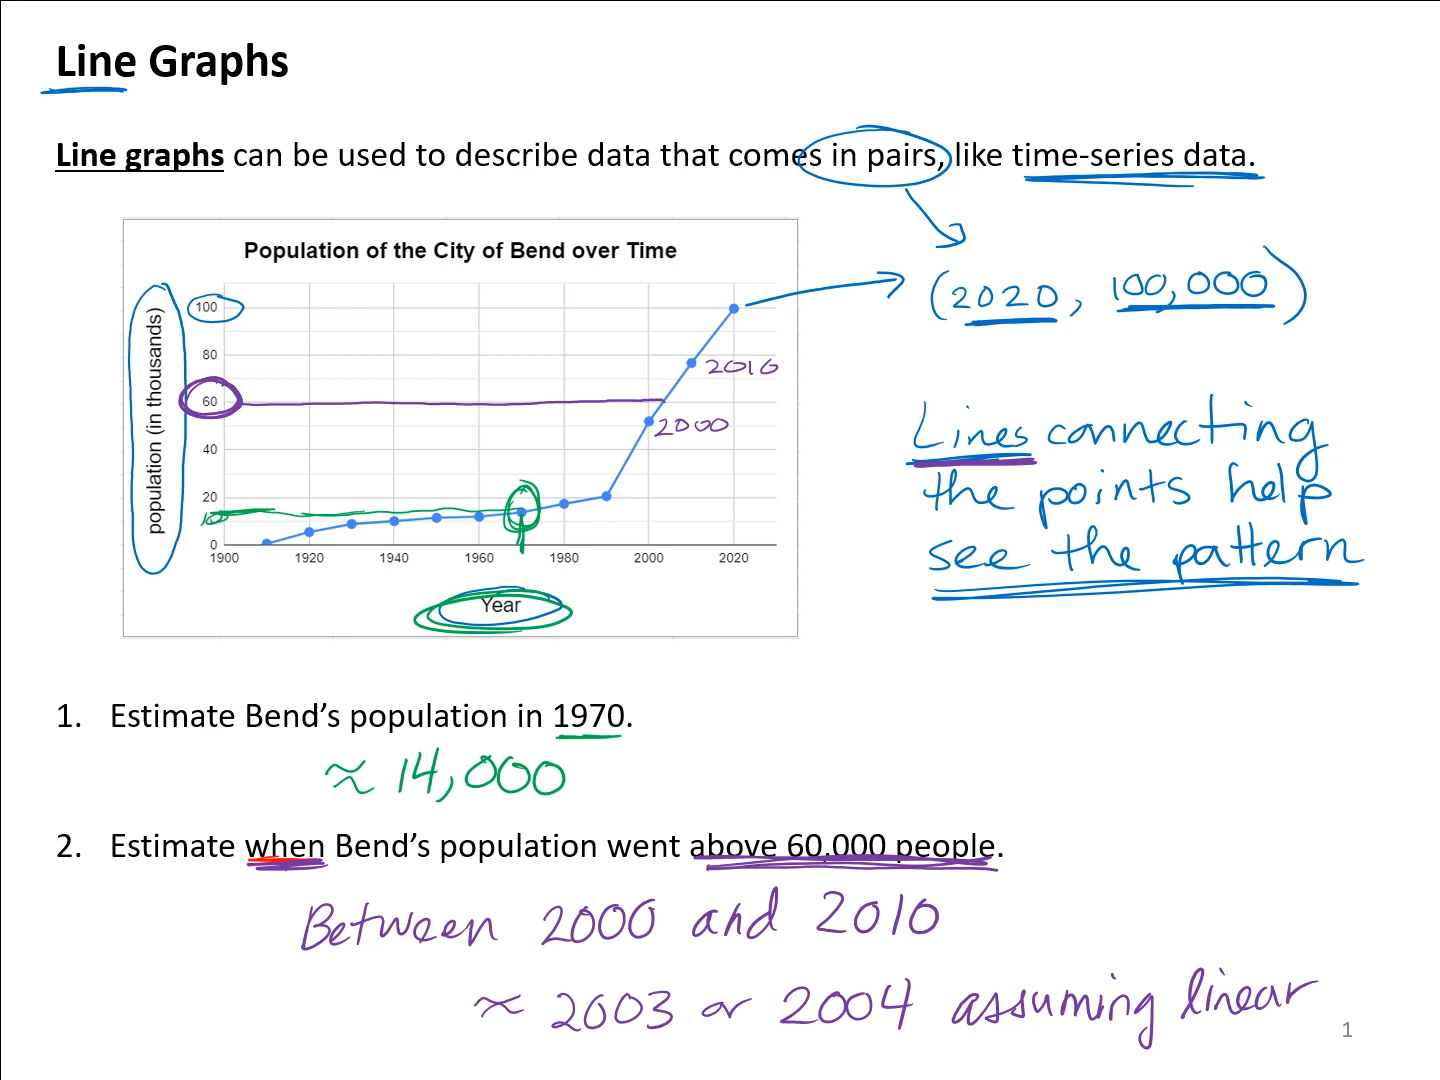 Line Graphs
Line graphs can be used to describe data that comes in pairs, like time-series data.
Population of the City of Bend over Time
population (in thousands)
100
80
60
40
20
10
0
1900 1920 1940 1960 1980 2000 2020
Year
2010
2000
(2020, 100,000)
Lines connecting
the points help
see the pattern
1. Estimate Bend’s population in 1970.
≈ 14,000
2. Estimate when Bend’s population went above 60,000 people.
Between 2000 and 2010
≈ 2003 or 2004 assuming linear
1